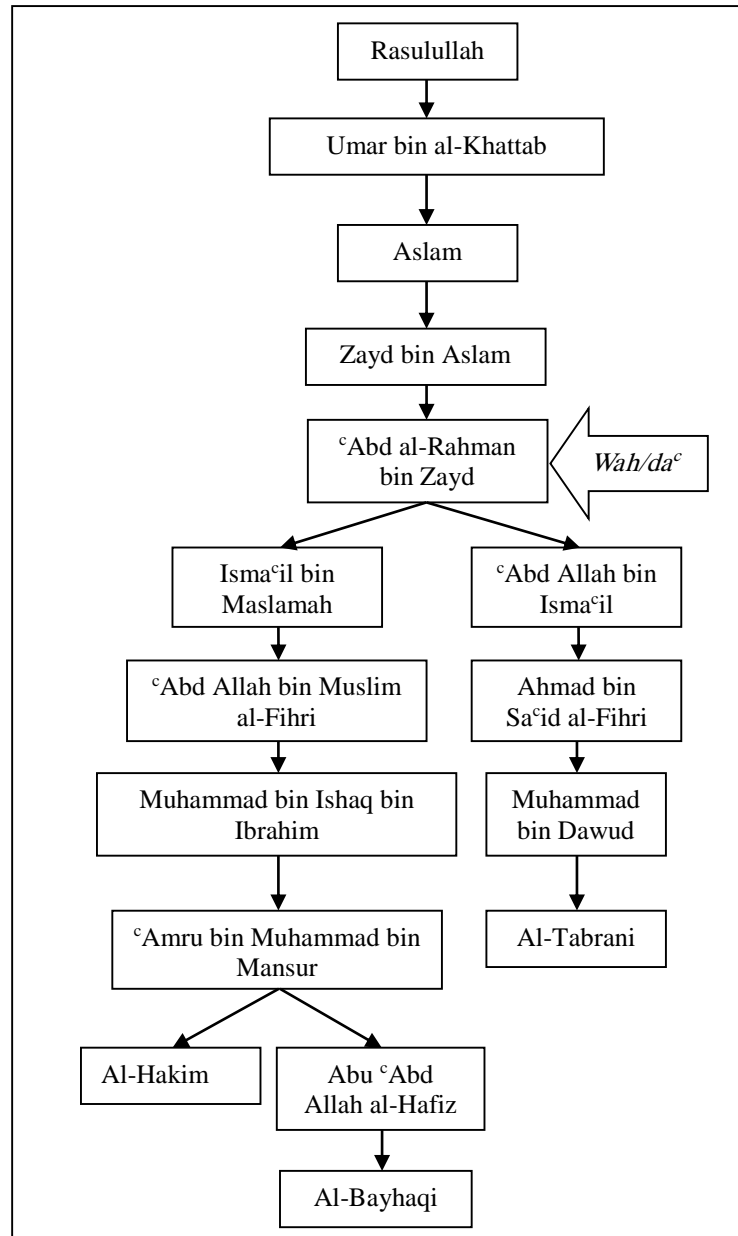 Rasulullah
Umar bin al-Khattab
Aslam
Zayd bin Aslam
ᶜAbd al-Rahman
bin Zayd
Wah/daᶜ
Ismaᶜil bin
Maslamah
ᶜAbd Allah bin
Ismaᶜil
ᶜAbd Allah bin Muslim
al-Fihri
Ahmad bin
Saᶜid al-Fihri
Muhammad bin Ishaq bin
Ibrahim
Muhammad
bin Dawud
ᶜAmru bin Muhammad bin
Mansur
Al-Tabrani
Al-Hakim
Abu ᶜAbd
Allah al-Hafiz
Al-Bayhaqi